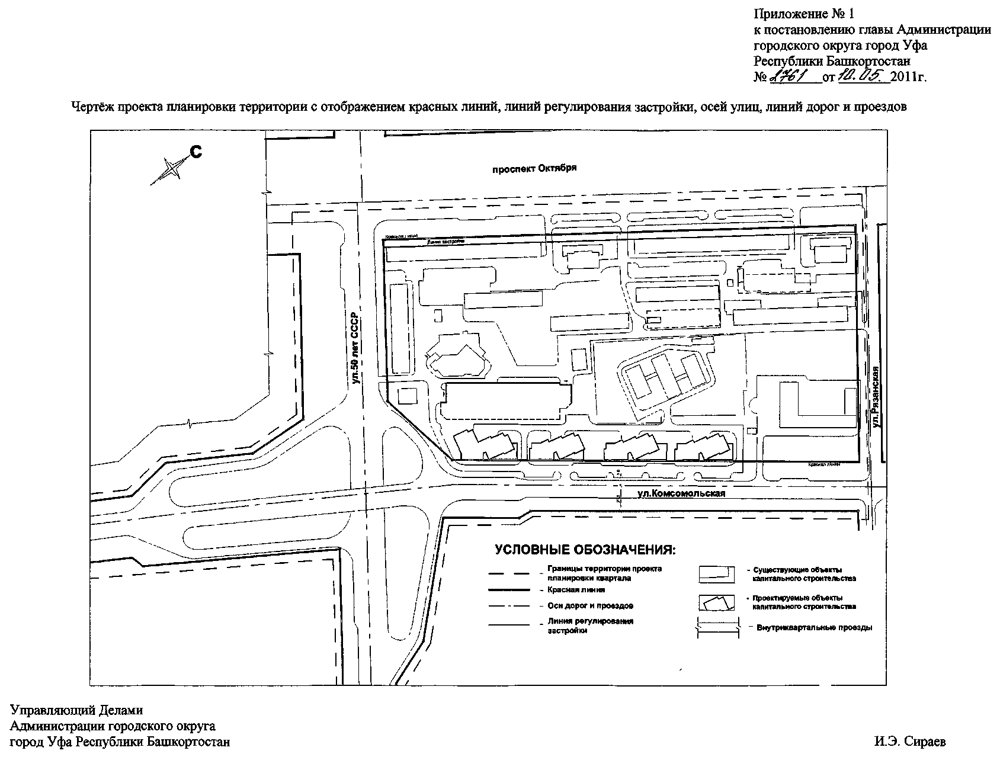 Приложение № 1
к постановлению главы Администрации
городского округа город Уфа
Республики Башкортостан
№ 2761 от 10.05. 2011г.
Чертёж проекта планировки территории с отображением красных линий, линий регулирования застройки, осей улиц, линий дорог и проездов
С
проспект Октября
Красная линия
Линия застройки
ул.50 лет СССР
ул.Рязанская
Красная линия
ул.Комсомольская
УСЛОВНЫЕ ОБОЗНАЧЕНИЯ:
- Границы территории проекта
планировки квартала
- Красная линия
- Оси дорог и проездов
- Линия регулирования
застройки
- Существующие объекты
капитального строительства
- Проектируемые объекты
капитального строительства
- Внутриквартальные проезды
Управляющий Делами
Администрации городского округа
город Уфа Республики Башкортостан
И.Э. Сираев